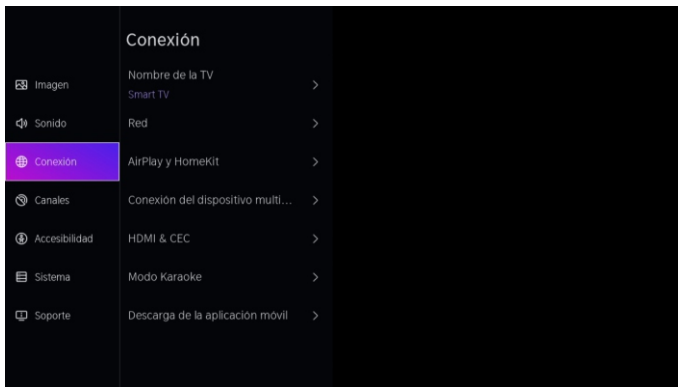 Conexión
Imagen
Sonido
Conexión
Canales
Accesibilidad
Sistema
Soporte
Nombre de la TV
Smart TV
Red
AirPlay y HomeKit
Conexión del dispositivo multi...
HDMI & CEC
Modo Karaoke
Descarga de la aplicación móvil